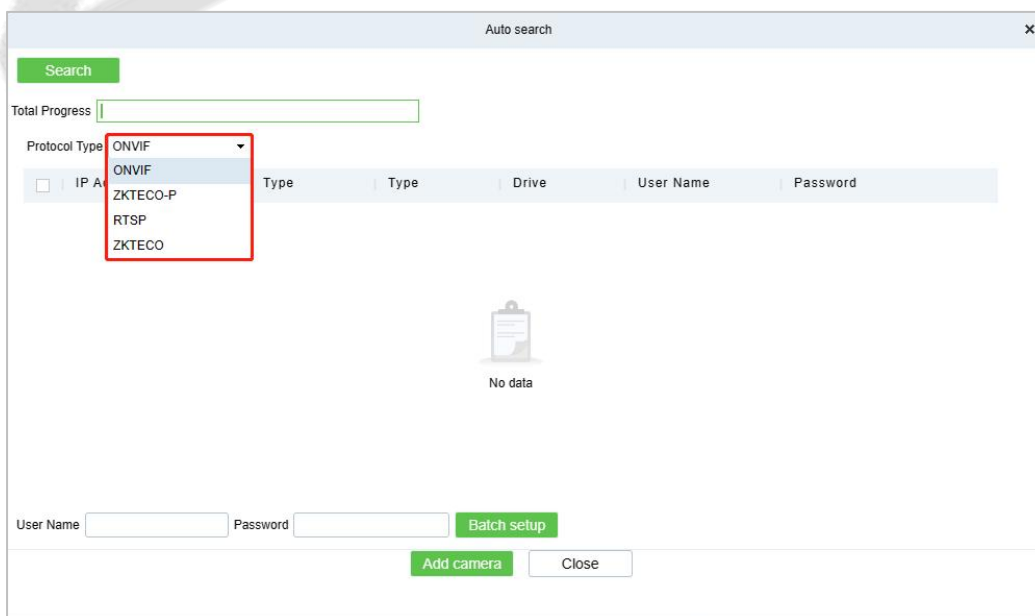 Auto search ×
Search
Total Progress
Protocol Type ONVIF
ONVIF
ZKTECO-P
RTSP
ZKTECO
IP Type Type Drive User Name Password
No data
User Name Password Batch setup
Add camera Close